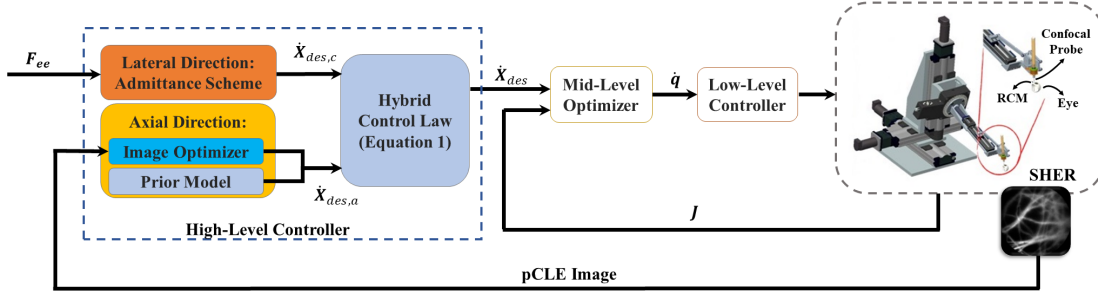 F_ee
Lateral Direction:
Admittance Scheme
Ẋ_des,c
Axial Direction:
Image Optimizer
Prior Model
Ẋ_des,a
Hybrid
Control Law
(Equation 1)
High-Level Controller
Ẋ_des
Mid-Level
Optimizer
q̇
Low-Level
Controller
J
Confocal
Probe
RCM
Eye
SHER
pCLE Image